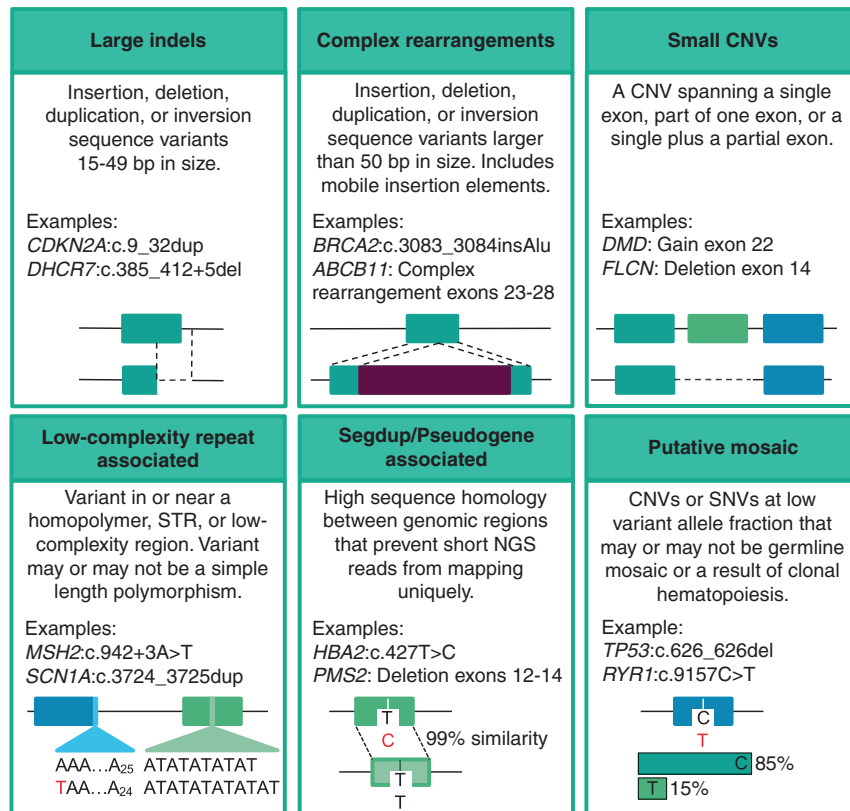 Large indels
Insertion, deletion,
duplication, or inversion
sequence variants
15-49 bp in size.
Examples:
CDKN2A:c.9_32dup
DHCR7:c.385_412+5del
Complex rearrangements
Insertion, deletion,
duplication, or inversion
sequence variants larger
than 50 bp in size. Includes
mobile insertion elements.
Examples:
BRCA2:c.3083_3084insAlu
ABCB11: Complex
rearrangement exons 23-28
Small CNVs
A CNV spanning a single
exon, part of one exon, or a
single plus a partial exon.
Examples:
DMD: Gain exon 22
FLCN: Deletion exon 14
Low-complexity repeat
associated
Variant in or near a
homopolymer, STR, or low-
complexity region. Variant
may or may not be a simple
length polymorphism.
Examples:
MSH2:c.942+3A>T
SCN1A:c.3724_3725dup
AAA...A25 ATATATATAT
TAA...A24 ATATATATATAT
Segdup/Pseudogene
associated
High sequence homology
between genomic regions
that prevent short NGS
reads from mapping
uniquely.
Examples:
HBA2:c.427T>C
PMS2: Deletion exons 12-14
T
C 99% similarity
T
T
Putative mosaic
CNVs or SNVs at low
variant allele fraction that
may or may not be germline
mosaic or a result of clonal
hematopoiesis.
Example:
TP53:c.626_626del
RYR1:c.9157C>T
C
T
C 85%
T 15%